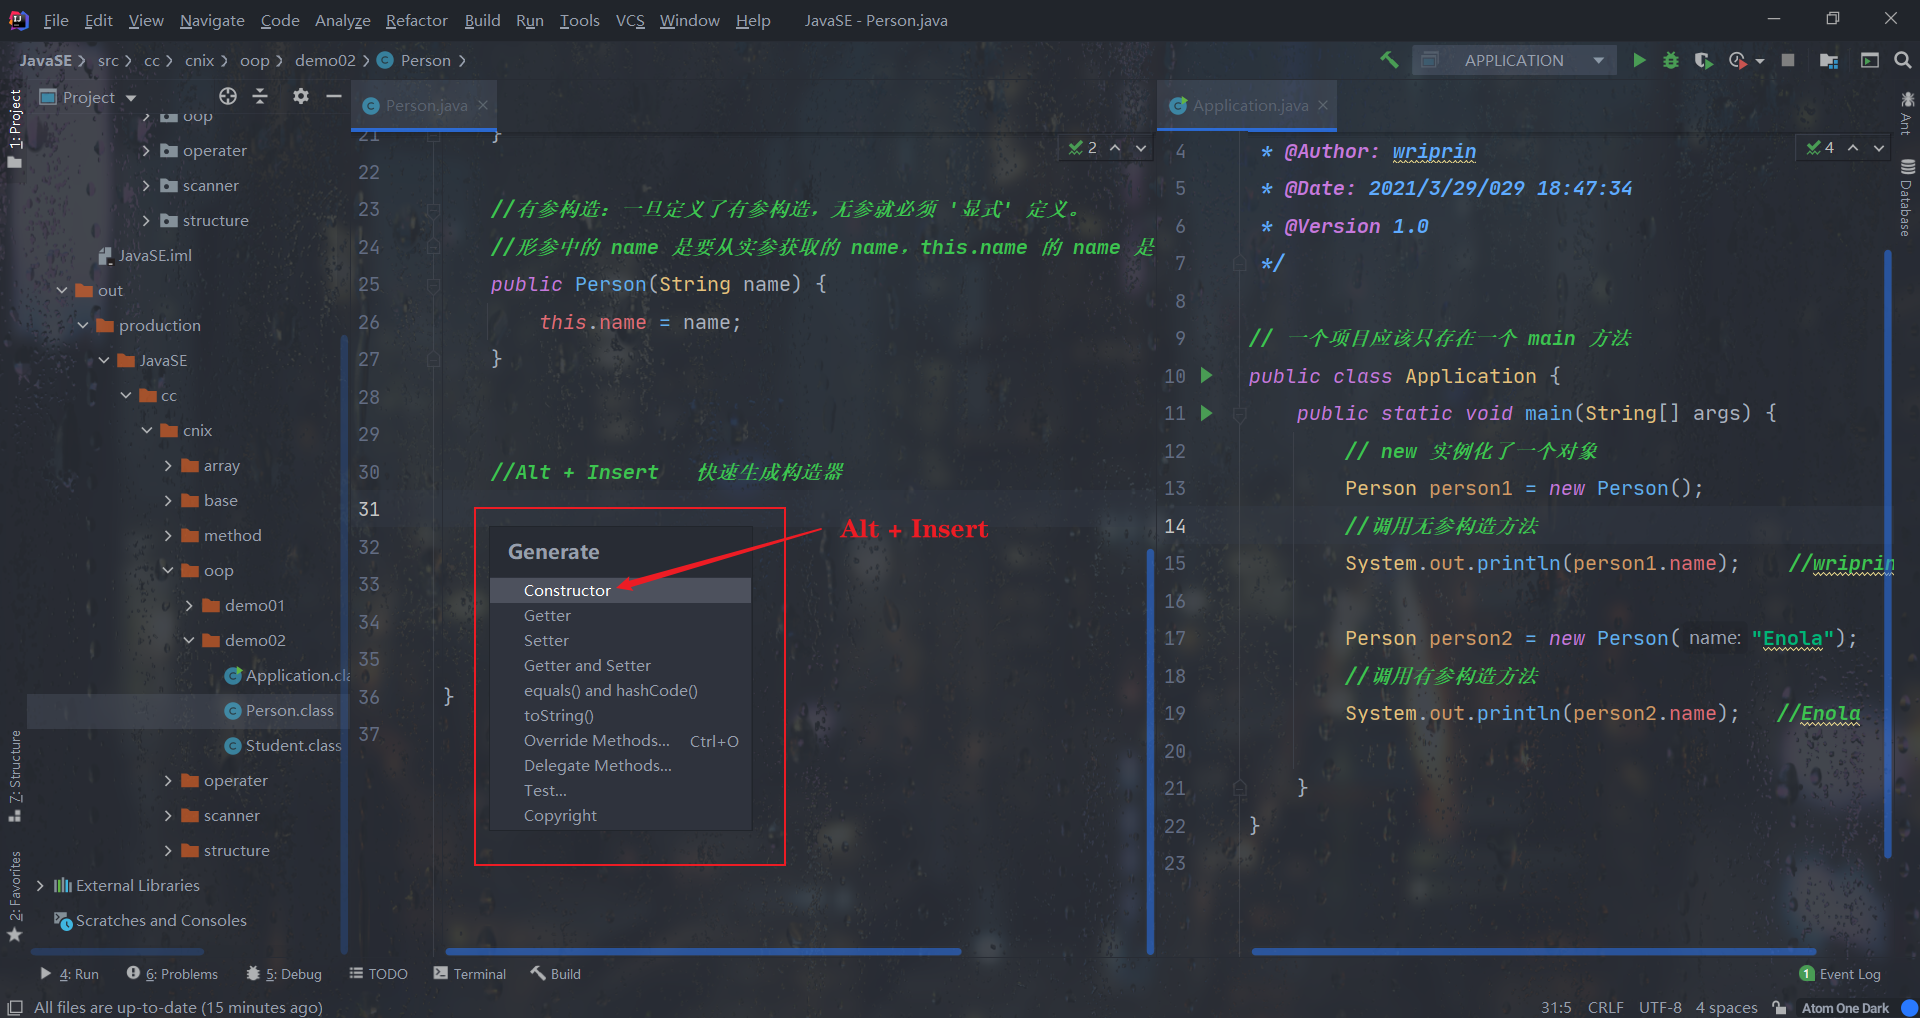 File Edit View Navigate Code Analyze Refactor Build Run Tools VCS Window Help JavaSE - Person.java
JavaSE src cc cnix oop demo02 Person
APPLICATION
1: Project
Project
oop
operater
scanner
structure
JavaSE.iml
out
production
JavaSE
cc
cnix
array
base
method
oop
demo01
demo02
Application.cla
Person.class
Student.class
operater
scanner
structure
External Libraries
Scratches and Consoles
7: Structure
2: Favorites
Person.java
2
21 }
22
23 //有参构造：一旦定义了有参构造，无参就必须 '显式' 定义。
24 //形参中的 name 是要从实参获取的 name，this.name 的 name 是
25 public Person(String name) {
26 this.name = name;
27 }
28
29
30 //Alt + Insert 快速生成构造器
31
32
33
34
35
36 }
37
Alt + Insert
Generate
Constructor
Getter
Setter
Getter and Setter
equals() and hashCode()
toString()
Override Methods... Ctrl+O
Delegate Methods...
Test...
Copyright
Application.java
4
4 * @Author: wriprin
5 * @Date: 2021/3/29/029 18:47:34
6 * @Version 1.0
7 */
8
9 // 一个项目应该只存在一个 main 方法
10 public class Application {
11 public static void main(String[] args) {
12 // new 实例化了一个对象
13 Person person1 = new Person();
14 //调用无参构造方法
15 System.out.println(person1.name); //wriprin
16
17 Person person2 = new Person( name: "Enola");
18 //调用有参构造方法
19 System.out.println(person2.name); //Enola
20
21 }
22 }
23
Ant
Database
4: Run 6: Problems 5: Debug TODO Terminal Build
1 Event Log
All files are up-to-date (15 minutes ago)
31:5 CRLF UTF-8 4 spaces Atom One Dark